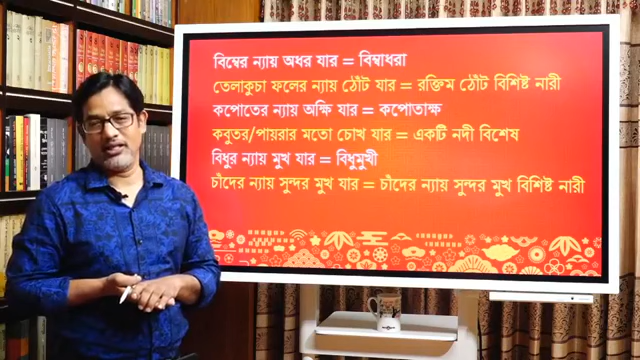 বিম্বের ন্যায় অধর যার = বিম্বাধরা
তেলাকুচা ফলের ন্যায় ঠোঁট যার = রক্তিম ঠোঁট বিশিষ্ট নারী
কপোতের ন্যায় অক্ষি যার = কপোতাক্ষ
কবুতর/পায়রার মতো চোখ যার = একটি নদী বিশেষ
বিধুর ন্যায় মুখ যার = বিধুমুখী
চাঁদের ন্যায় সুন্দর মুখ যার = চাঁদের ন্যায় সুন্দর মুখ বিশিষ্ট নারী